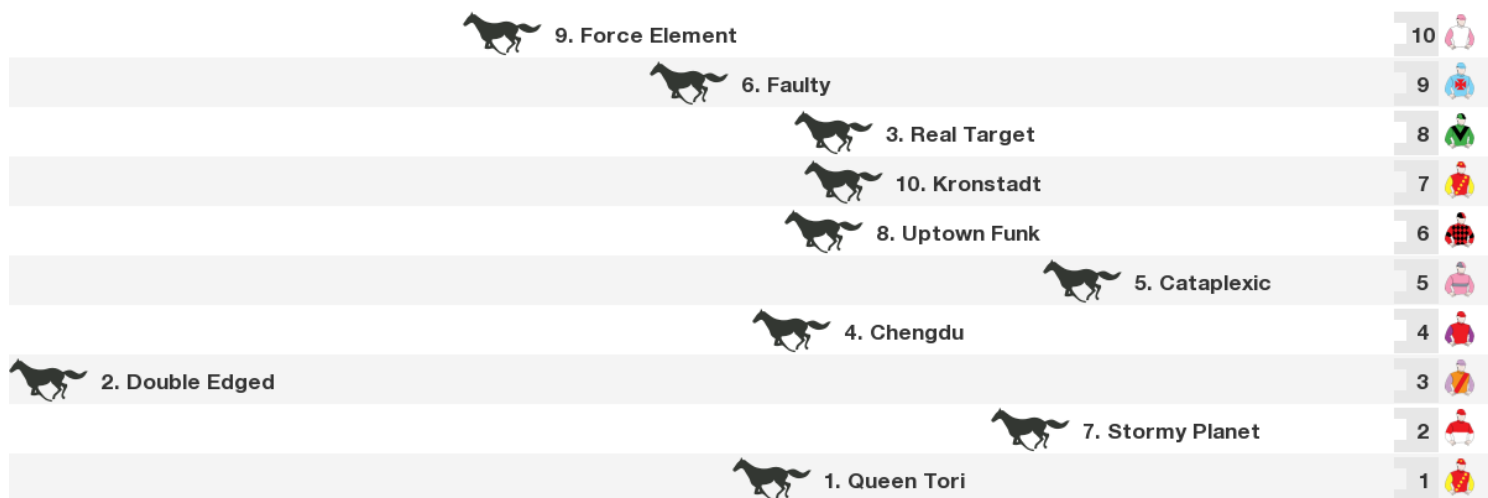 9. Force Element 10
6. Faulty 9
3. Real Target 8
10. Kronstadt 7
8. Uptown Funk 6
5. Cataplexic 5
4. Chengdu 4
2. Double Edged 3
7. Stormy Planet 2
1. Queen Tori 1